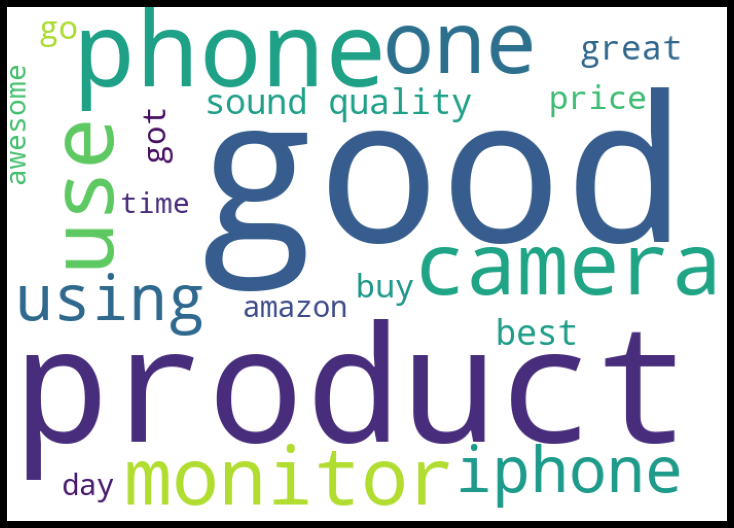 go
phone
one
great
awesome
use
got
sound quality
price
good
time
camera
using
amazon
buy
best
product
monitor
iphone
day